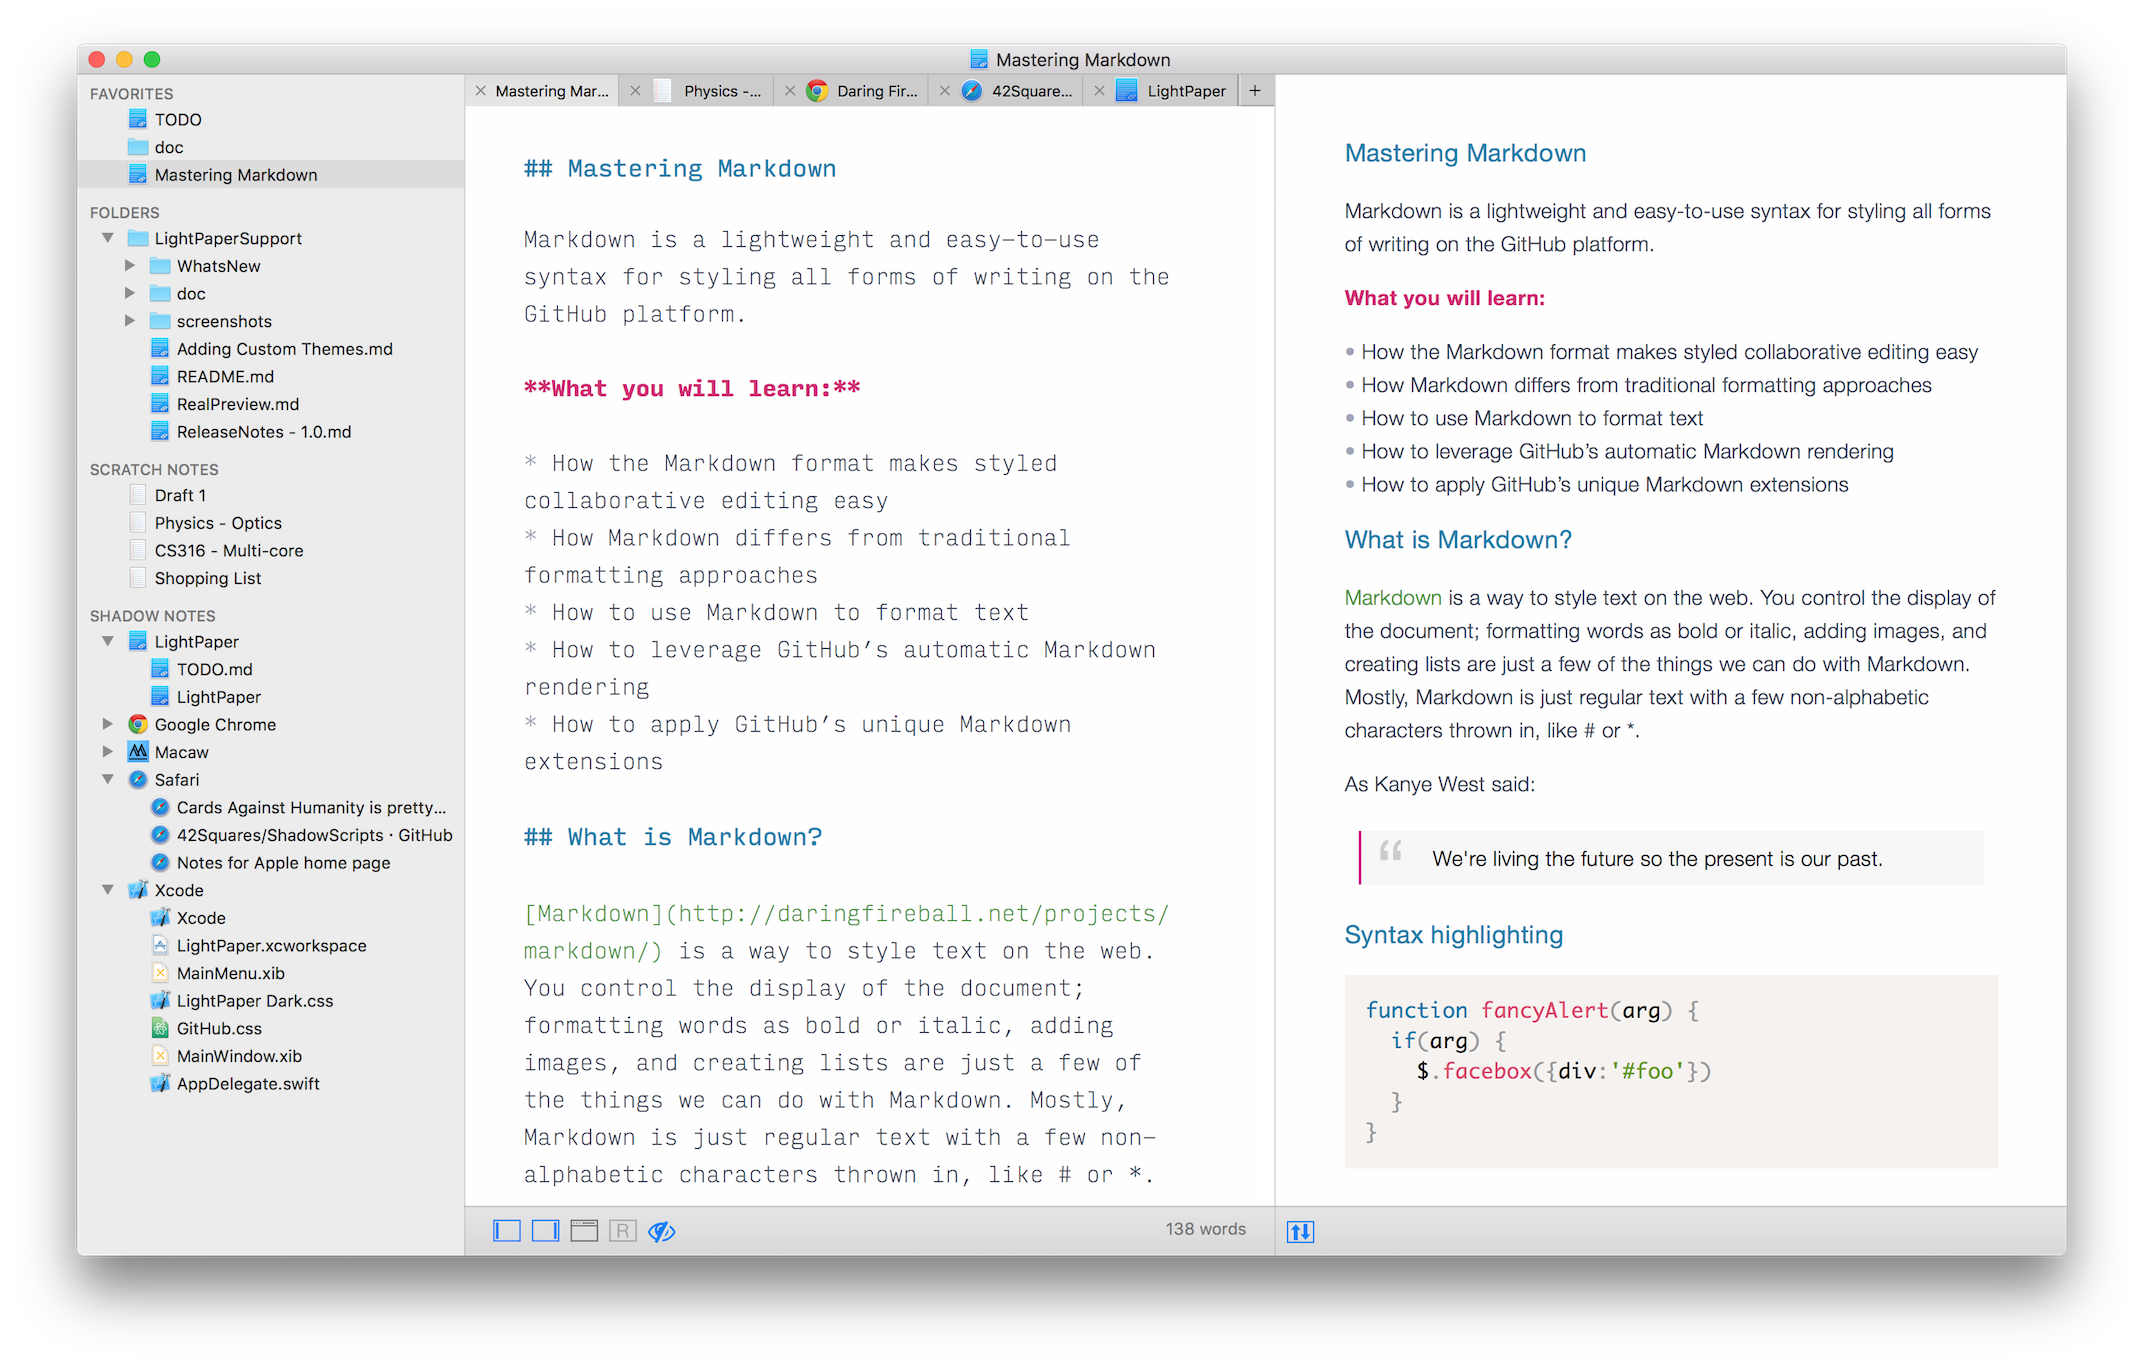 Mastering Markdown
FAVORITES
TODO
doc
Mastering Markdown
FOLDERS
LightPaperSupport
WhatsNew
doc
screenshots
Adding Custom Themes.md
README.md
RealPreview.md
ReleaseNotes - 1.0.md
SCRATCH NOTES
Draft 1
Physics - Optics
CS316 - Multi-core
Shopping List
SHADOW NOTES
LightPaper
TODO.md
LightPaper
Google Chrome
Macaw
Safari
Cards Against Humanity is pretty...
42Squares/ShadowScripts · GitHub
Notes for Apple home page
Xcode
Xcode
LightPaper.xcworkspace
MainMenu.xib
LightPaper Dark.css
GitHub.css
MainWindow.xib
AppDelegate.swift
Mastering Mar... Physics -... Daring Fir... 42Square... LightPaper +
## Mastering Markdown
Markdown is a lightweight and easy-to-use
syntax for styling all forms of writing on the
GitHub platform.
**What you will learn:**
* How the Markdown format makes styled
collaborative editing easy
* How Markdown differs from traditional
formatting approaches
* How to use Markdown to format text
* How to leverage GitHub’s automatic Markdown
rendering
* How to apply GitHub’s unique Markdown
extensions
## What is Markdown?
[Markdown](http://daringfireball.net/projects/
markdown/) is a way to style text on the web.
You control the display of the document;
formatting words as bold or italic, adding
images, and creating lists are just a few of
the things we can do with Markdown. Mostly,
Markdown is just regular text with a few non-
alphabetic characters thrown in, like # or *.
R
138 words
Mastering Markdown
Markdown is a lightweight and easy-to-use syntax for styling all forms
of writing on the GitHub platform.
What you will learn:
• How the Markdown format makes styled collaborative editing easy
• How Markdown differs from traditional formatting approaches
• How to use Markdown to format text
• How to leverage GitHub’s automatic Markdown rendering
• How to apply GitHub’s unique Markdown extensions
What is Markdown?
Markdown is a way to style text on the web. You control the display of
the document; formatting words as bold or italic, adding images, and
creating lists are just a few of the things we can do with Markdown.
Mostly, Markdown is just regular text with a few non-alphabetic
characters thrown in, like # or *.
As Kanye West said:
“ We're living the future so the present is our past.
Syntax highlighting
function fancyAlert(arg) {
  if(arg) {
    $.facebox({div:'#foo'})
  }
}